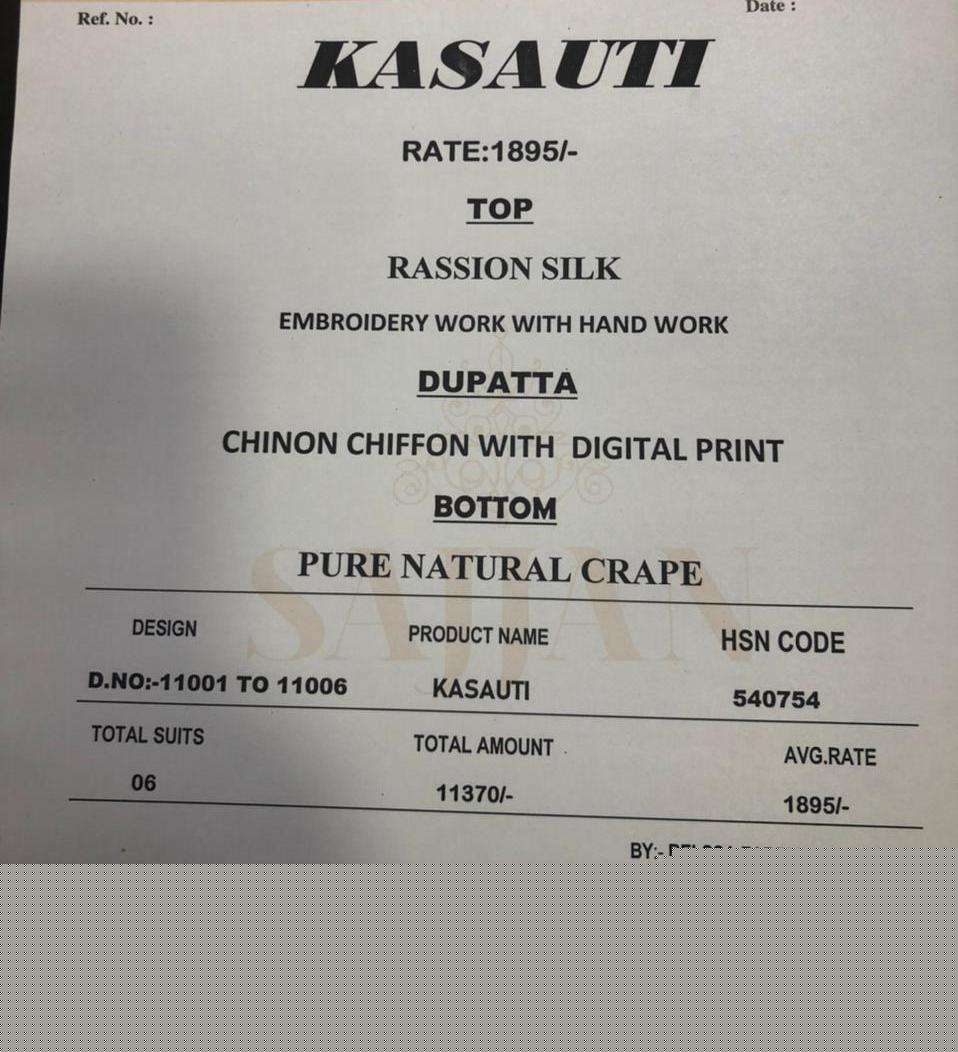 Ref. No. : Date :
KASAUTI
RATE:1895/-
TOP
RASSION SILK
EMBROIDERY WORK WITH HAND WORK
DUPATTA
CHINON CHIFFON WITH DIGITAL PRINT
BOTTOM
PURE NATURAL CRAPE
SAJJAN
DESIGN PRODUCT NAME HSN CODE
D.NO:-11001 TO 11006 KASAUTI 540754
TOTAL SUITS TOTAL AMOUNT AVG.RATE
06 11370/- 1895/-
BY:-